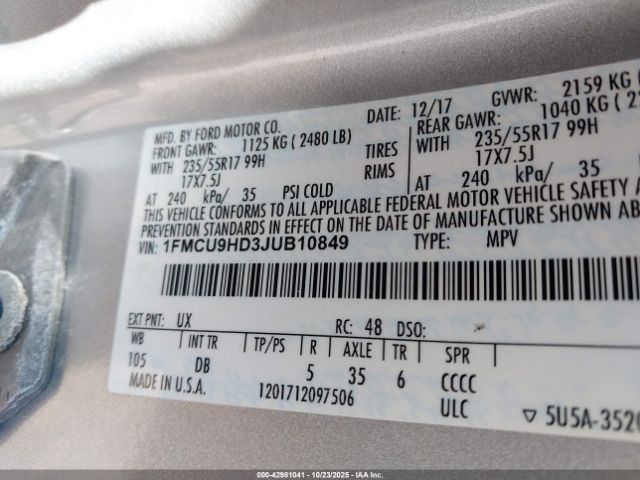 DATE: 12/17 GVWR: 2159 KG (
MFD. BY FORD MOTOR CO.
FRONT GAWR: 1125 KG ( 2480 LB) REAR GAWR: 1040 KG ( 2
WITH 235/55R17 99H TIRES WITH 235/55R17 99H
17X7.5J RIMS 17X7.5J
AT 240 kPa/ 35 PSI COLD AT 240 kPa/ 35
THIS VEHICLE CONFORMS TO ALL APPLICABLE FEDERAL MOTOR VEHICLE SAFETY A
PREVENTION STANDARDS IN EFFECT ON THE DATE OF MANUFACTURE SHOWN AB
VIN: 1FMCU9HD3JUB10849 TYPE: MPV
EXT PNT: UX RC: 48 DSO:
WB INT TR TP/PS R AXLE TR SPR
105 DB 5 35 6 CCCC
MADE IN U.S.A. 1201712097506 ULC ▽ 5U5A-3520
000-42981041 | 10/23/2025 | IAAI.com